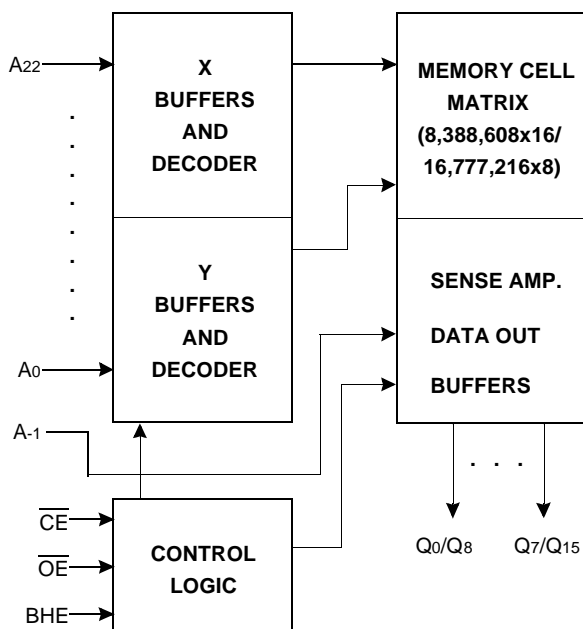 A22
X
BUFFERS
AND
DECODER
MEMORY CELL
MATRIX
(8,388,608x16/
16,777,216x8)
Y
BUFFERS
AND
DECODER
SENSE AMP.
DATA OUT
BUFFERS
A0
A-1
CE
OE
BHE
CONTROL
LOGIC
. . .
Q0/Q8
Q7/Q15